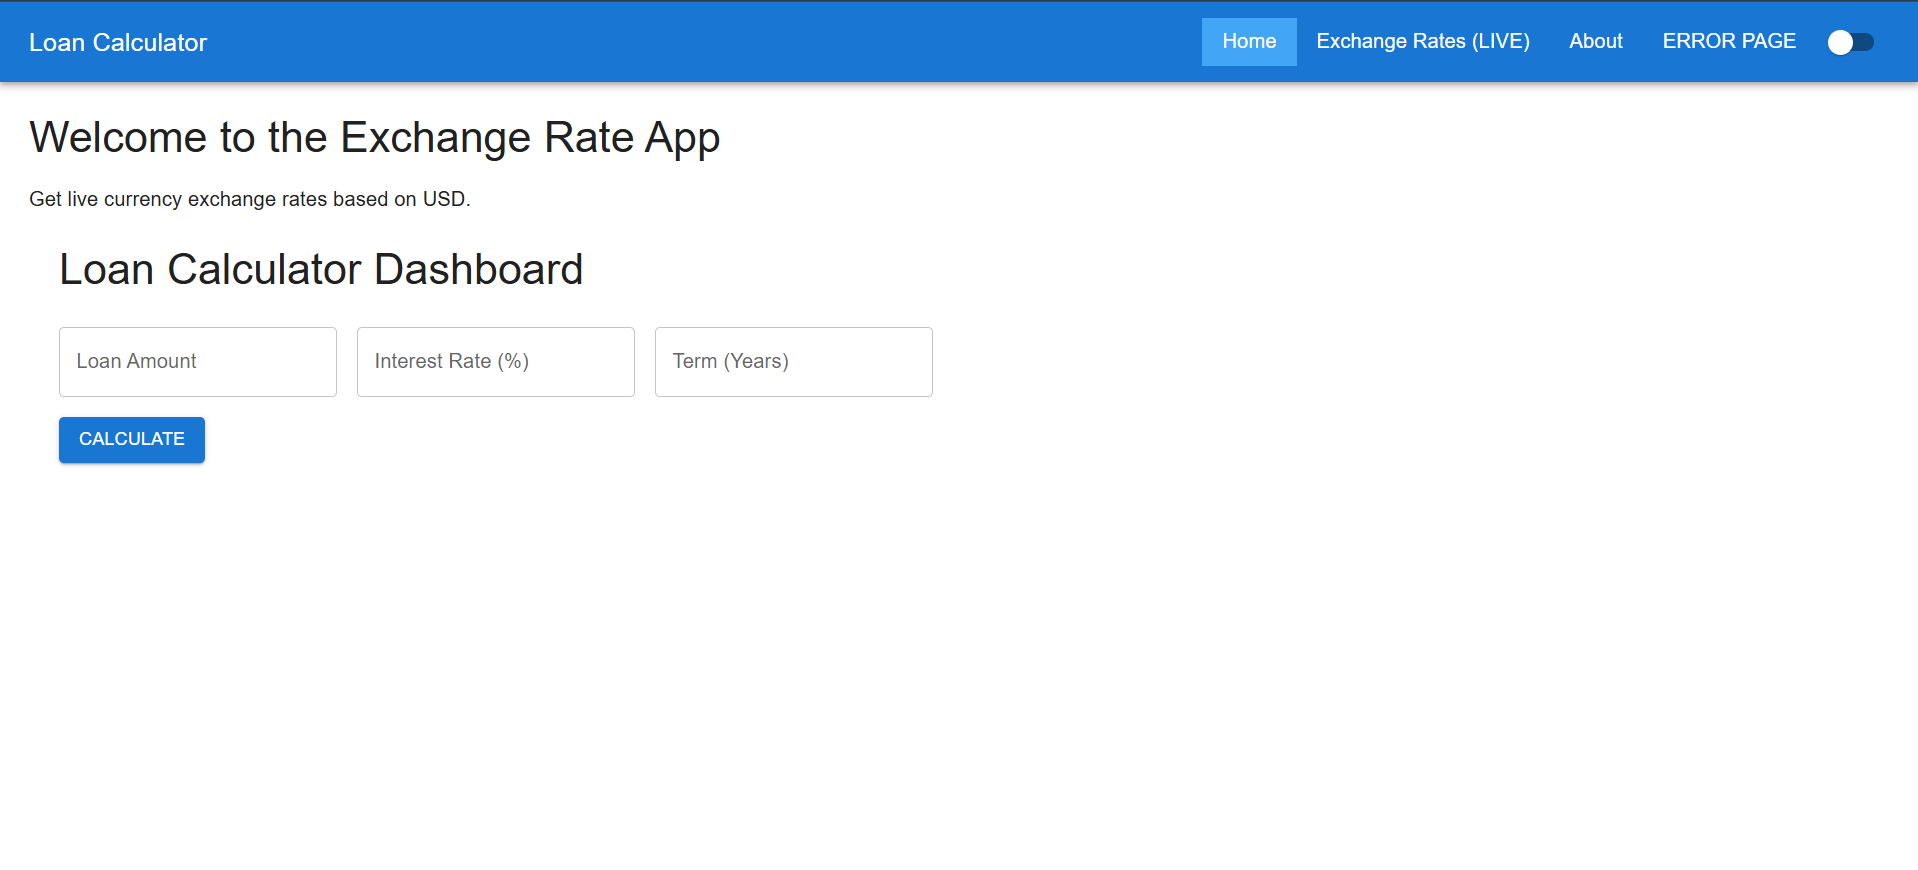 Loan Calculator
Home
Exchange Rates (LIVE)
About
ERROR PAGE
Welcome to the Exchange Rate App
Get live currency exchange rates based on USD.
Loan Calculator Dashboard
Loan Amount
Interest Rate (%)
Term (Years)
CALCULATE